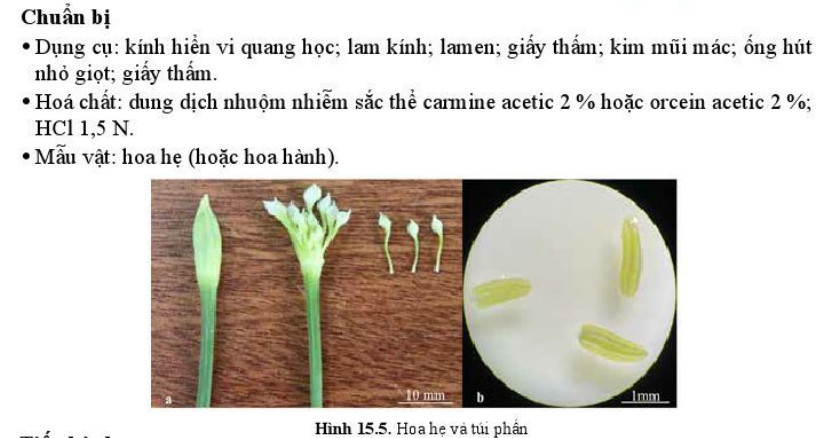 Chuẩn bị
• Dụng cụ: kính hiển vi quang học; lam kính; lamen; giấy thấm; kim mũi mác; ống hút
nhỏ giọt; giấy thấm.
• Hoá chất: dung dịch nhuộm nhiễm sắc thể carmine acetic 2 % hoặc orcein acetic 2 %;
HCl 1,5 N.
• Mẫu vật: hoa hẹ (hoặc hoa hành).
a
10 mm
b
1mm
Hình 15.5. Hoa hẹ và túi phấn